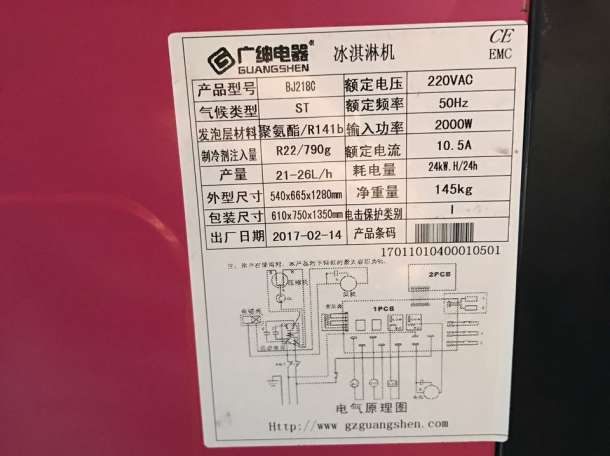 广绅电器®
GUANGSHEN
冰淇淋机
CE
EMC
产品型号 BJ218C 额定电压 220VAC
气候类型 ST 额定频率 50Hz
发泡层材料 聚氨酯/R141b 输入功率 2000W
制冷剂注入量 R22/790g 额定电流 10.5A
产量 21-26L/h 耗电量 24kW.H/24h
外型尺寸 540x665x1280mm 净重量 145kg
包装尺寸 610x750x1350mm 电击保护类别 I
出厂日期 2017-02-14 产品条码
17011010400010501
2PCB
压缩机
1PCB
电气原理图
Http://www.gzguangshen.com